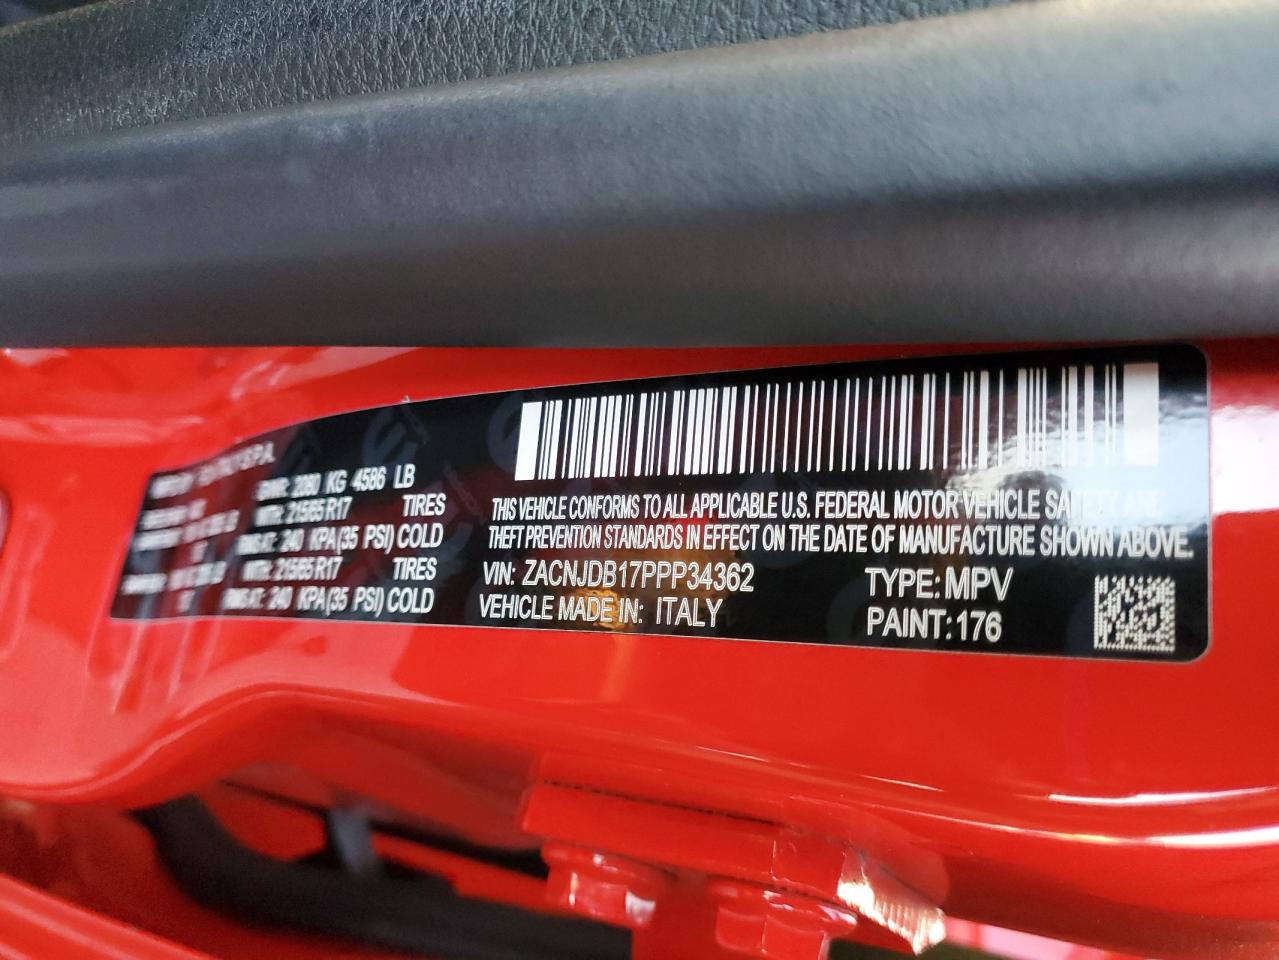 S.P.A.
2080 KG 4586 LB
215/65 R17 TIRES
AT: 240 KPA(35 PSI) COLD
215/65 R17 TIRES
AT: 240 KPA(35 PSI) COLD
THIS VEHICLE CONFORMS TO ALL APPLICABLE U.S. FEDERAL MOTOR VEHICLE SAFETY AND
THEFT PREVENTION STANDARDS IN EFFECT ON THE DATE OF MANUFACTURE SHOWN ABOVE.
VIN: ZACNJDB17PPP34362 TYPE: MPV
VEHICLE MADE IN: ITALY PAINT: 176